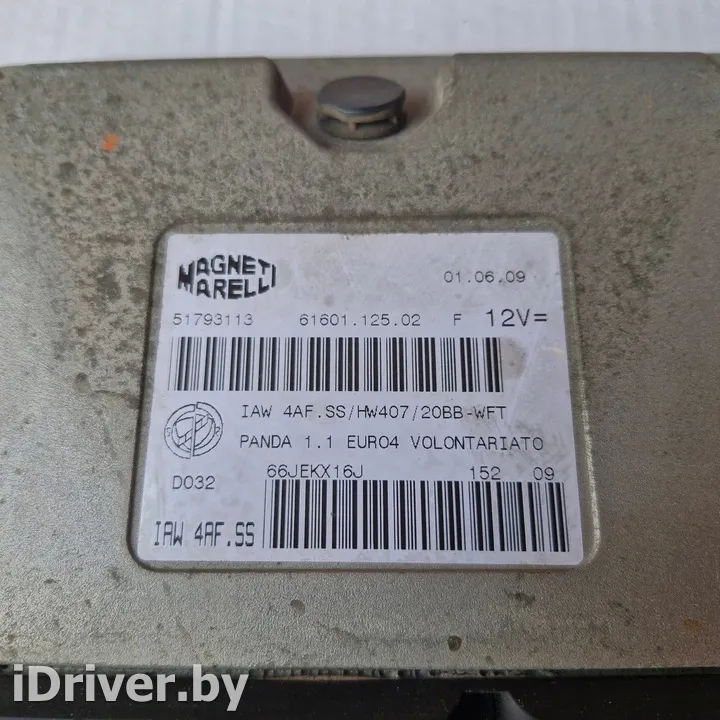 MAGNETI
MARELLI
01.06.09
51793113 61601.125.02 F 12V=
IAW 4AF.SS/HW407/20BB-WFT
PANDA 1.1 EURO4 VOLONTARIATO
D032 66JEKX16J 152 09
IAW 4AF.SS
iDriver.by